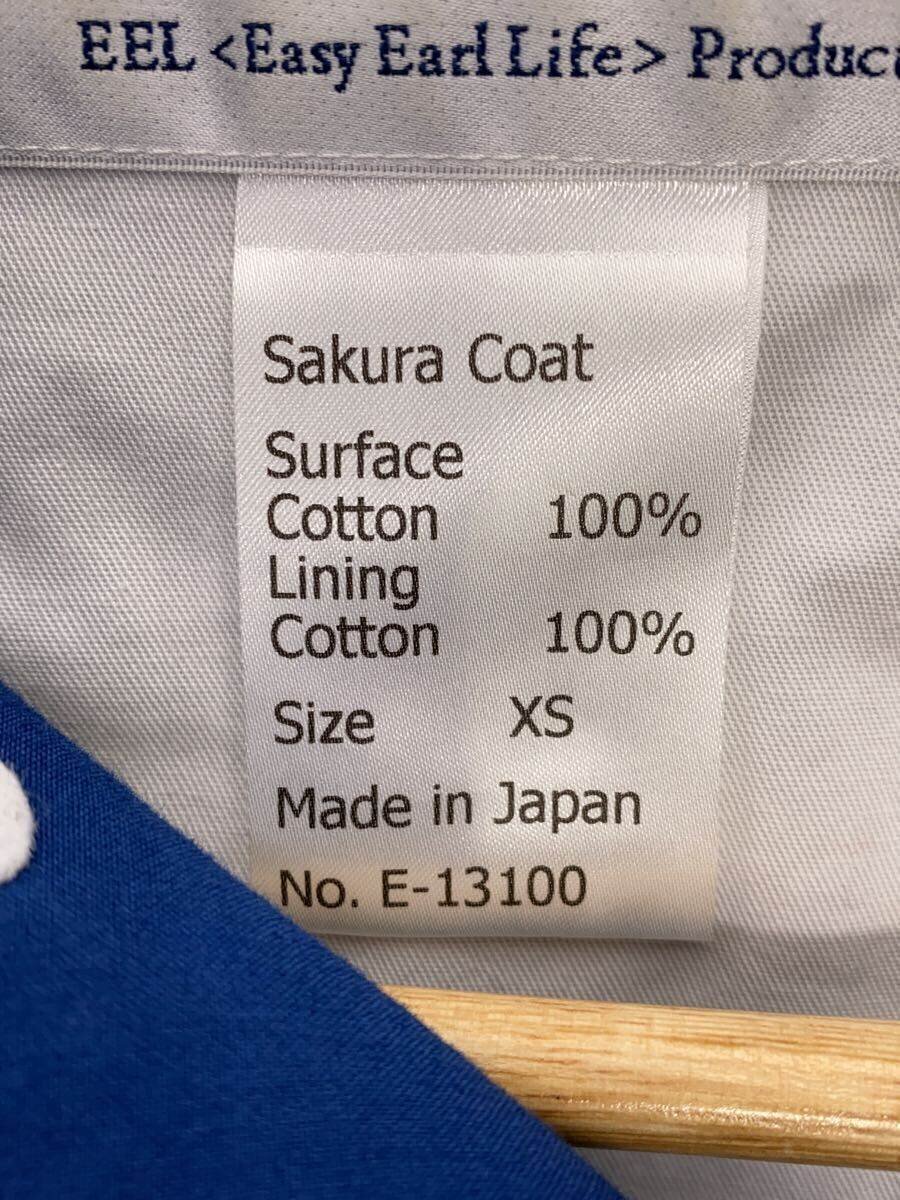 EEL <Easy Earl Life> Produc
Sakura Coat
Surface
Cotton 100%
Lining
Cotton 100%
Size XS
Made in Japan
No. E-13100